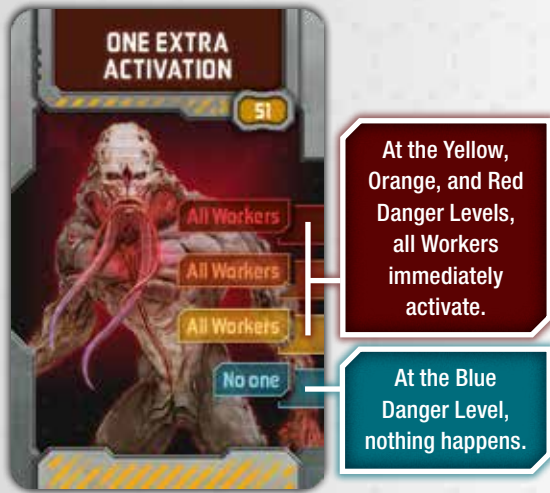 ONE EXTRA
ACTIVATION
51
All Workers
All Workers
All Workers
No one
At the Yellow,
Orange, and Red
Danger Levels,
all Workers
immediately
activate.
At the Blue
Danger Level,
nothing happens.